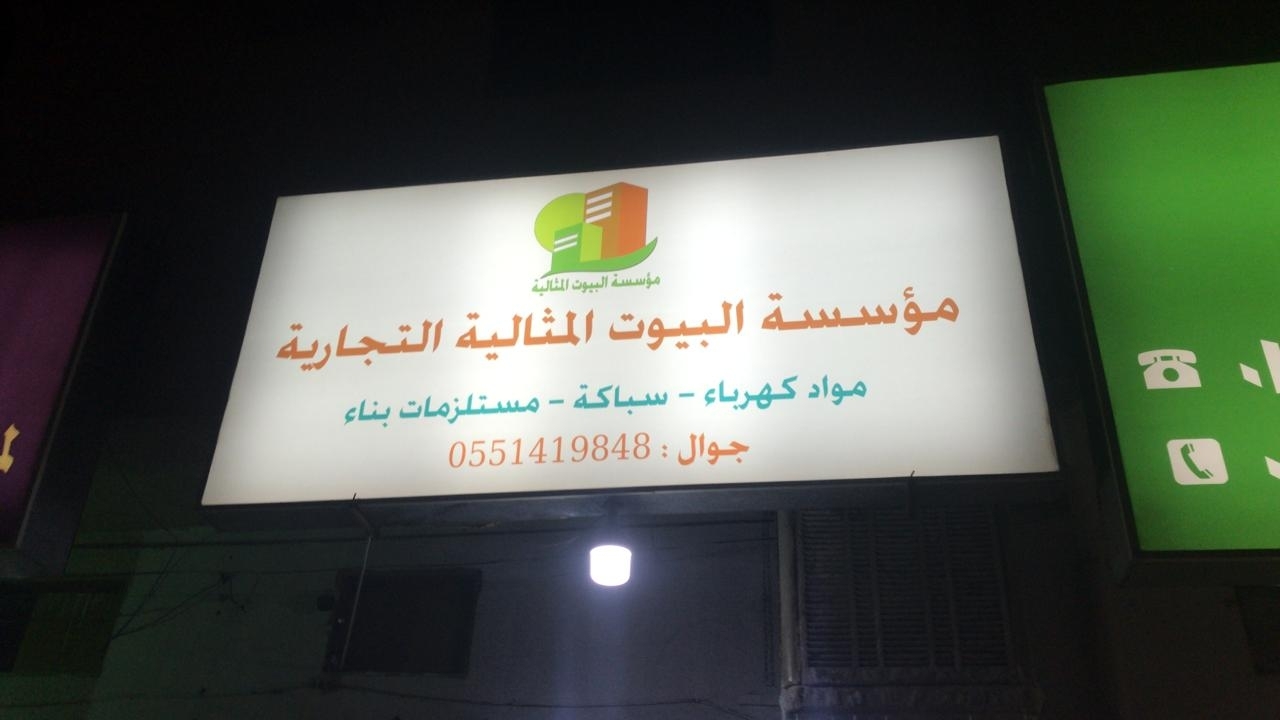 مؤسسة البيوت المثالية
مؤسسة البيوت المثالية التجارية
مواد كهرباء - سباكة - مستلزمات بناء
جوال : 0551419848